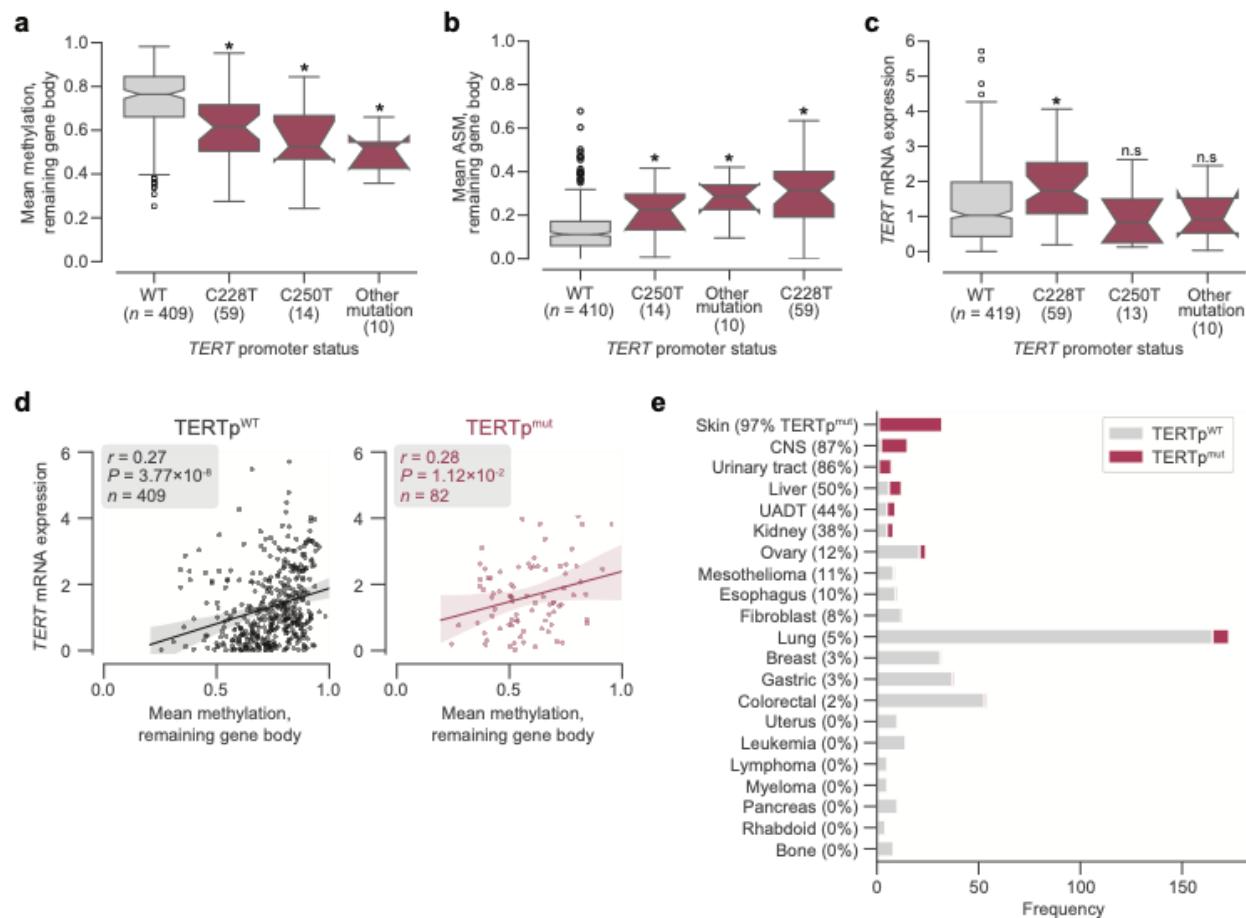 a
Mean methylation,
remaining gene body
1.0
0.8
0.6
0.4
0.2
0.0
*
*
*
WT
(n = 409)
C228T
(59)
C250T
(14)
Other
mutation
(10)
TERT promoter status
b
Mean ASM,
remaining gene body
1.0
0.8
0.6
0.4
0.2
0.0
*
*
*
WT
(n = 410)
C250T
(14)
Other
mutation
(10)
C228T
(59)
TERT promoter status
c
TERT mRNA expression
6
5
4
3
2
1
0
*
n.s
n.s
WT
(n = 419)
C228T
(59)
C250T
(13)
Other
mutation
(10)
TERT promoter status
d
TERTpWT
r = 0.27
n = 409
TERT mRNA expression
6
4
2
0
0.0
0.5
1.0
Mean methylation,
remaining gene body
TERTpmut
r = 0.28
P = 1.12×10-2
n = 82
6
4
2
0
0.0
0.5
1.0
Mean methylation,
remaining gene body
e
TERTpWT
TERTpmut
Skin (97% TERTpmut)
CNS (87%)
Urinary tract (86%)
Liver (50%)
UADT (44%)
Kidney (38%)
Ovary (12%)
Mesothelioma (11%)
Esophagus (10%)
Fibroblast (8%)
Lung (5%)
Breast (3%)
Gastric (3%)
Colorectal (2%)
Uterus (0%)
Leukemia (0%)
Lymphoma (0%)
Myeloma (0%)
Pancreas (0%)
Rhabdoid (0%)
Bone (0%)
0
50
100
150
Frequency